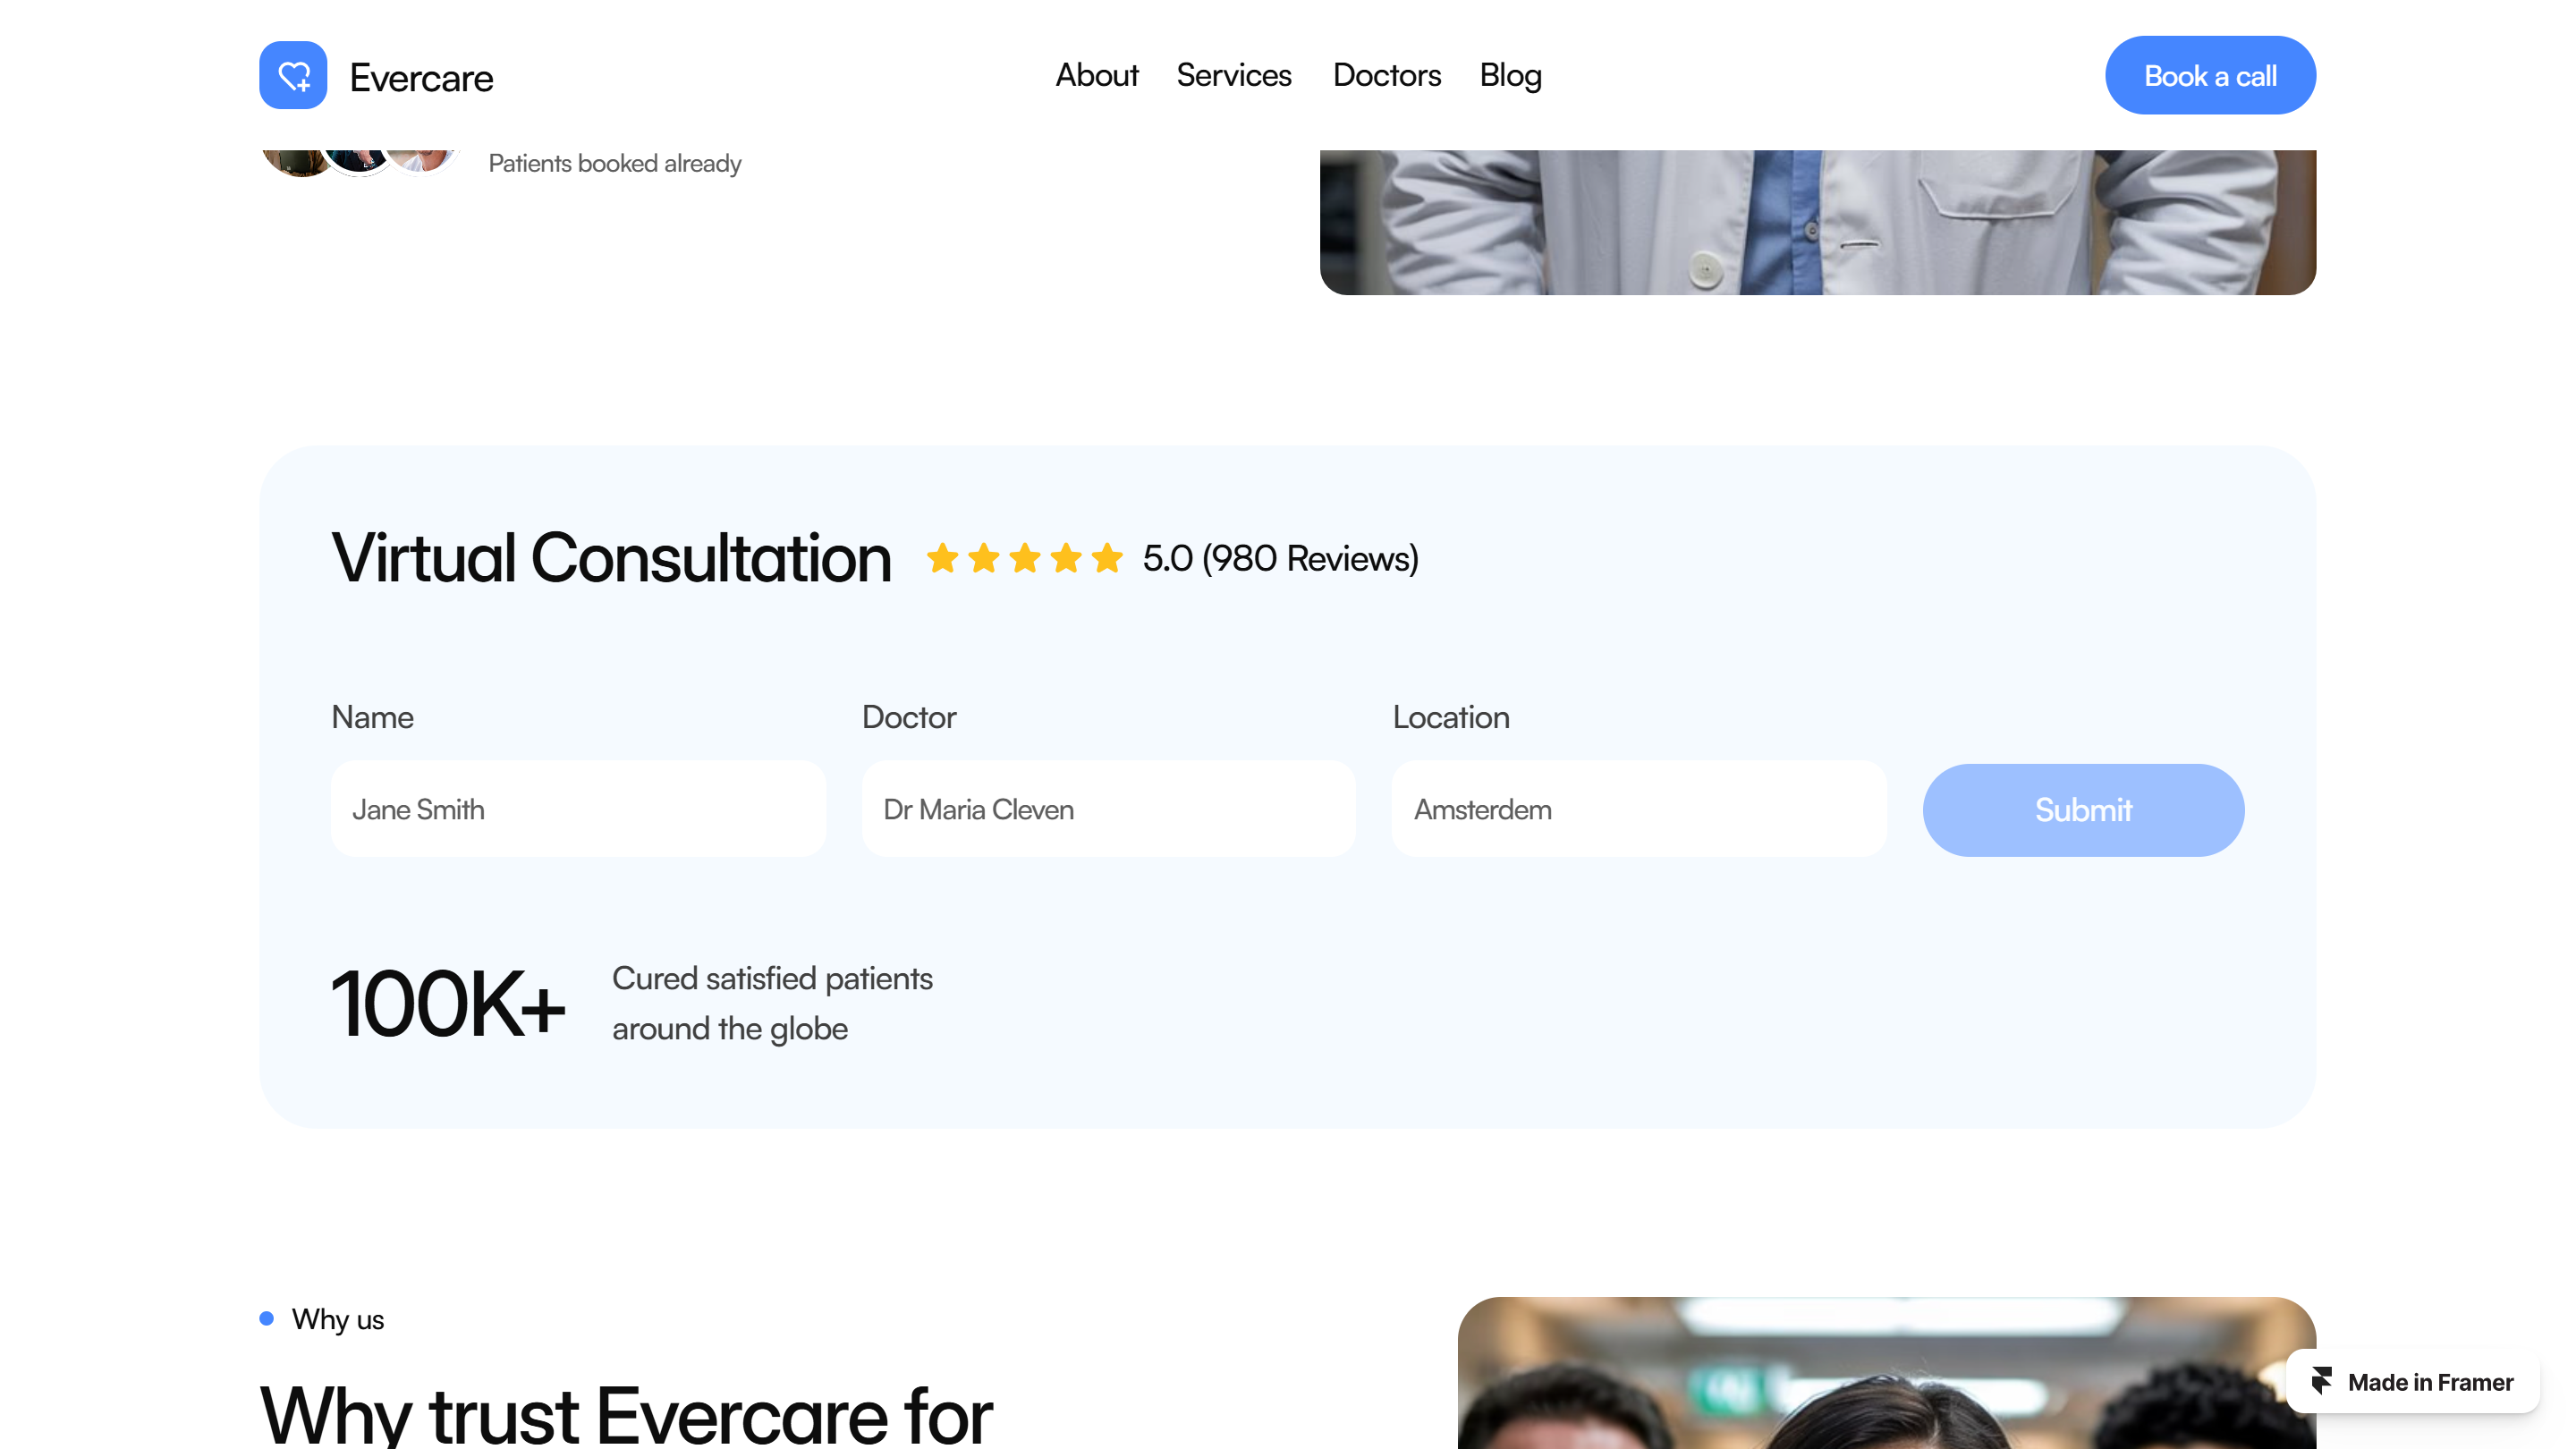 Evercare
About
Services
Doctors
Blog
Book a call
Patients booked already
Virtual Consultation
5.0 (980 Reviews)
Name
Doctor
Location
Jane Smith
Dr Maria Cleven
Amsterdem
Submit
100K+
Cured satisfied patients
around the globe
Why us
Why trust Evercare for
Made in Framer